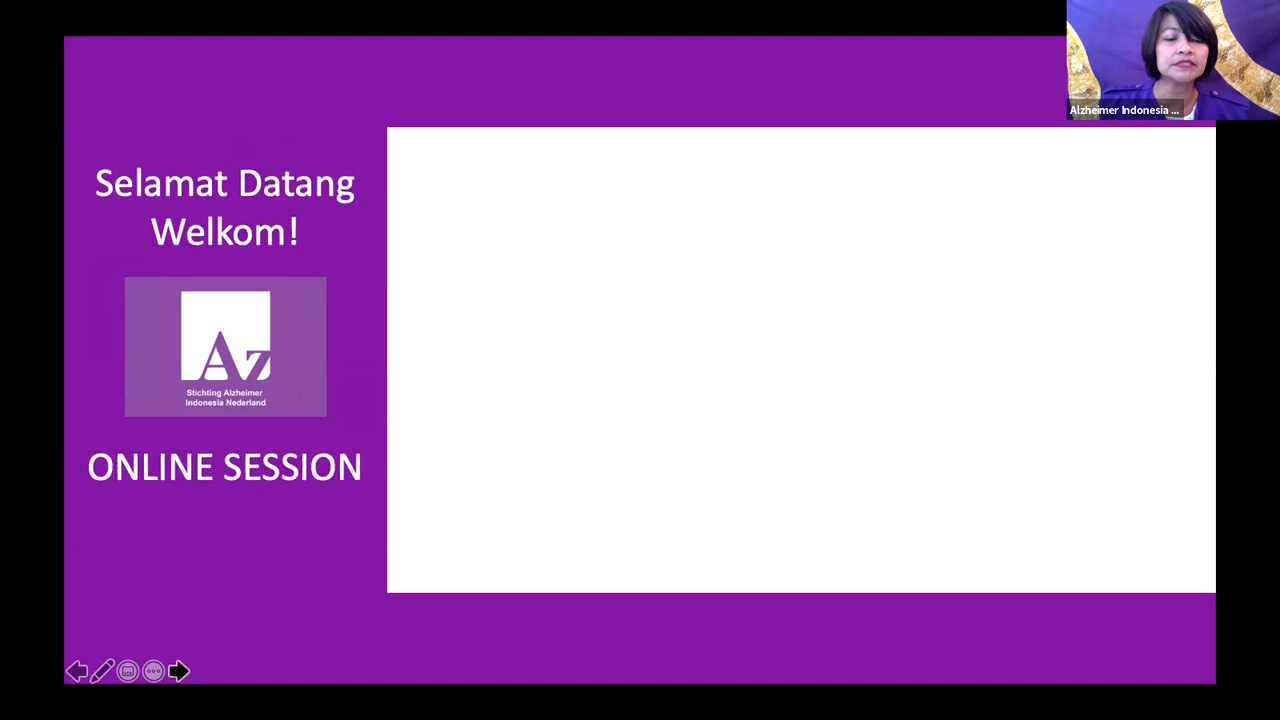 Selamat Datang
Welkom!
Az
Stichting Alzheimer
Indonesia Nederland
ONLINE SESSION
Alzheimer Indonesia ...